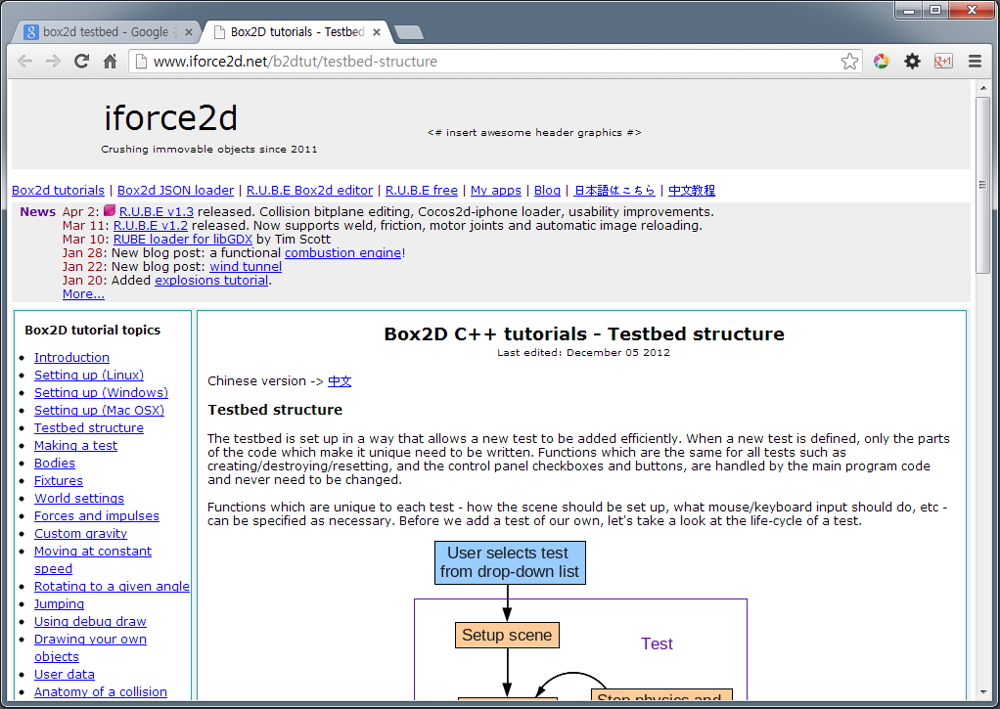 box2d testbed - Google
Box2D tutorials - Testbed
www.iforce2d.net/b2dtut/testbed-structure
iforce2d
<# insert awesome header graphics #>
Crushing immovable objects since 2011
Box2d tutorials | Box2d JSON loader | R.U.B.E Box2d editor | R.U.B.E free | My apps | Blog | 日本語はこちら | 中文教程
News Apr 2: R.U.B.E v1.3 released. Collision bitplane editing, Cocos2d-iphone loader, usability improvements.
Mar 11: R.U.B.E v1.2 released. Now supports weld, friction, motor joints and automatic image reloading.
Mar 10: RUBE loader for libGDX by Tim Scott
Jan 28: New blog post: a functional combustion engine!
Jan 22: New blog post: wind tunnel
Jan 20: Added explosions tutorial.
More...
Box2D tutorial topics
Introduction
Setting up (Linux)
Setting up (Windows)
Setting up (Mac OSX)
Testbed structure
Making a test
Bodies
Fixtures
World settings
Forces and impulses
Custom gravity
Moving at constant
speed
Rotating to a given angle
Jumping
Using debug draw
Drawing your own
objects
User data
Anatomy of a collision
Box2D C++ tutorials - Testbed structure
Last edited: December 05 2012
Chinese version -> 中文
Testbed structure
The testbed is set up in a way that allows a new test to be added efficiently. When a new test is defined, only the parts
of the code which make it unique need to be written. Functions which are the same for all tests such as
creating/destroying/resetting, and the control panel checkboxes and buttons, are handled by the main program code
and never need to be changed.
Functions which are unique to each test - how the scene should be set up, what mouse/keyboard input should do, etc -
can be specified as necessary. Before we add a test of our own, let's take a look at the life-cycle of a test.
User selects test
from drop-down list
Setup scene
Test
Stop physics and